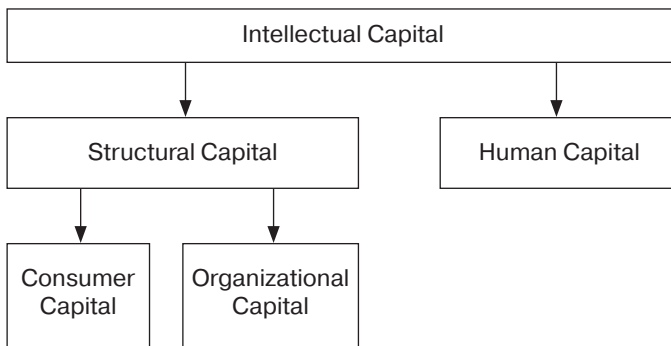 Intellectual Capital
Structural Capital
Human Capital
Consumer
Capital
Organizational
Capital